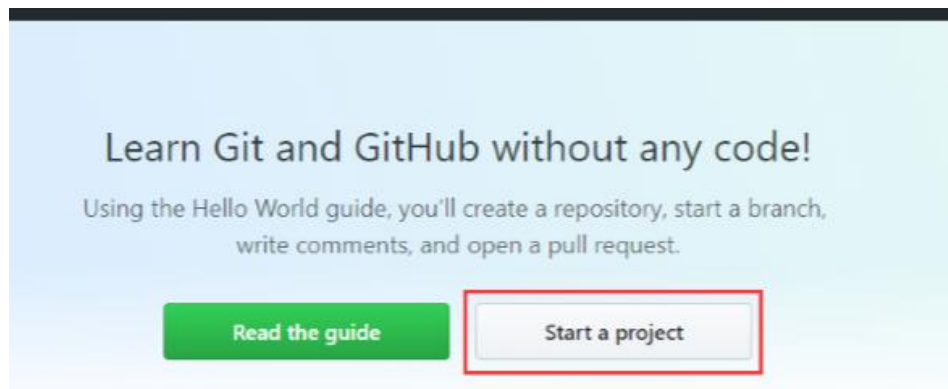 Learn Git and GitHub without any code!
Using the Hello World guide, you'll create a repository, start a branch,
write comments, and open a pull request.
Read the guide
Start a project